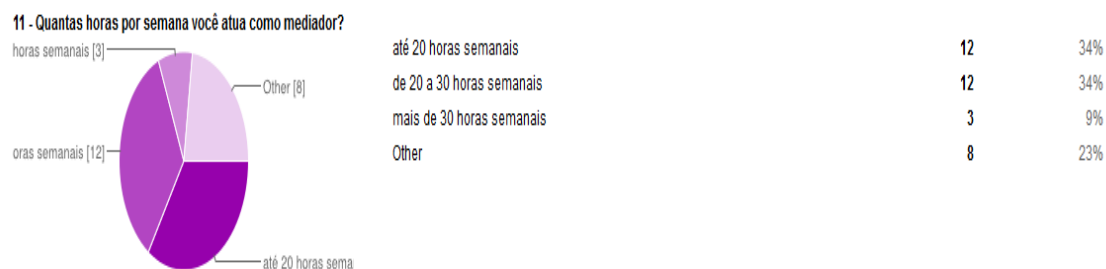 11 - Quantas horas por semana você atua como mediador?
horas semanais [3]
Other [8]
oras semanais [12]
até 20 horas sema
até 20 horas semanais 12 34%
de 20 a 30 horas semanais 12 34%
mais de 30 horas semanais 3 9%
Other 8 23%